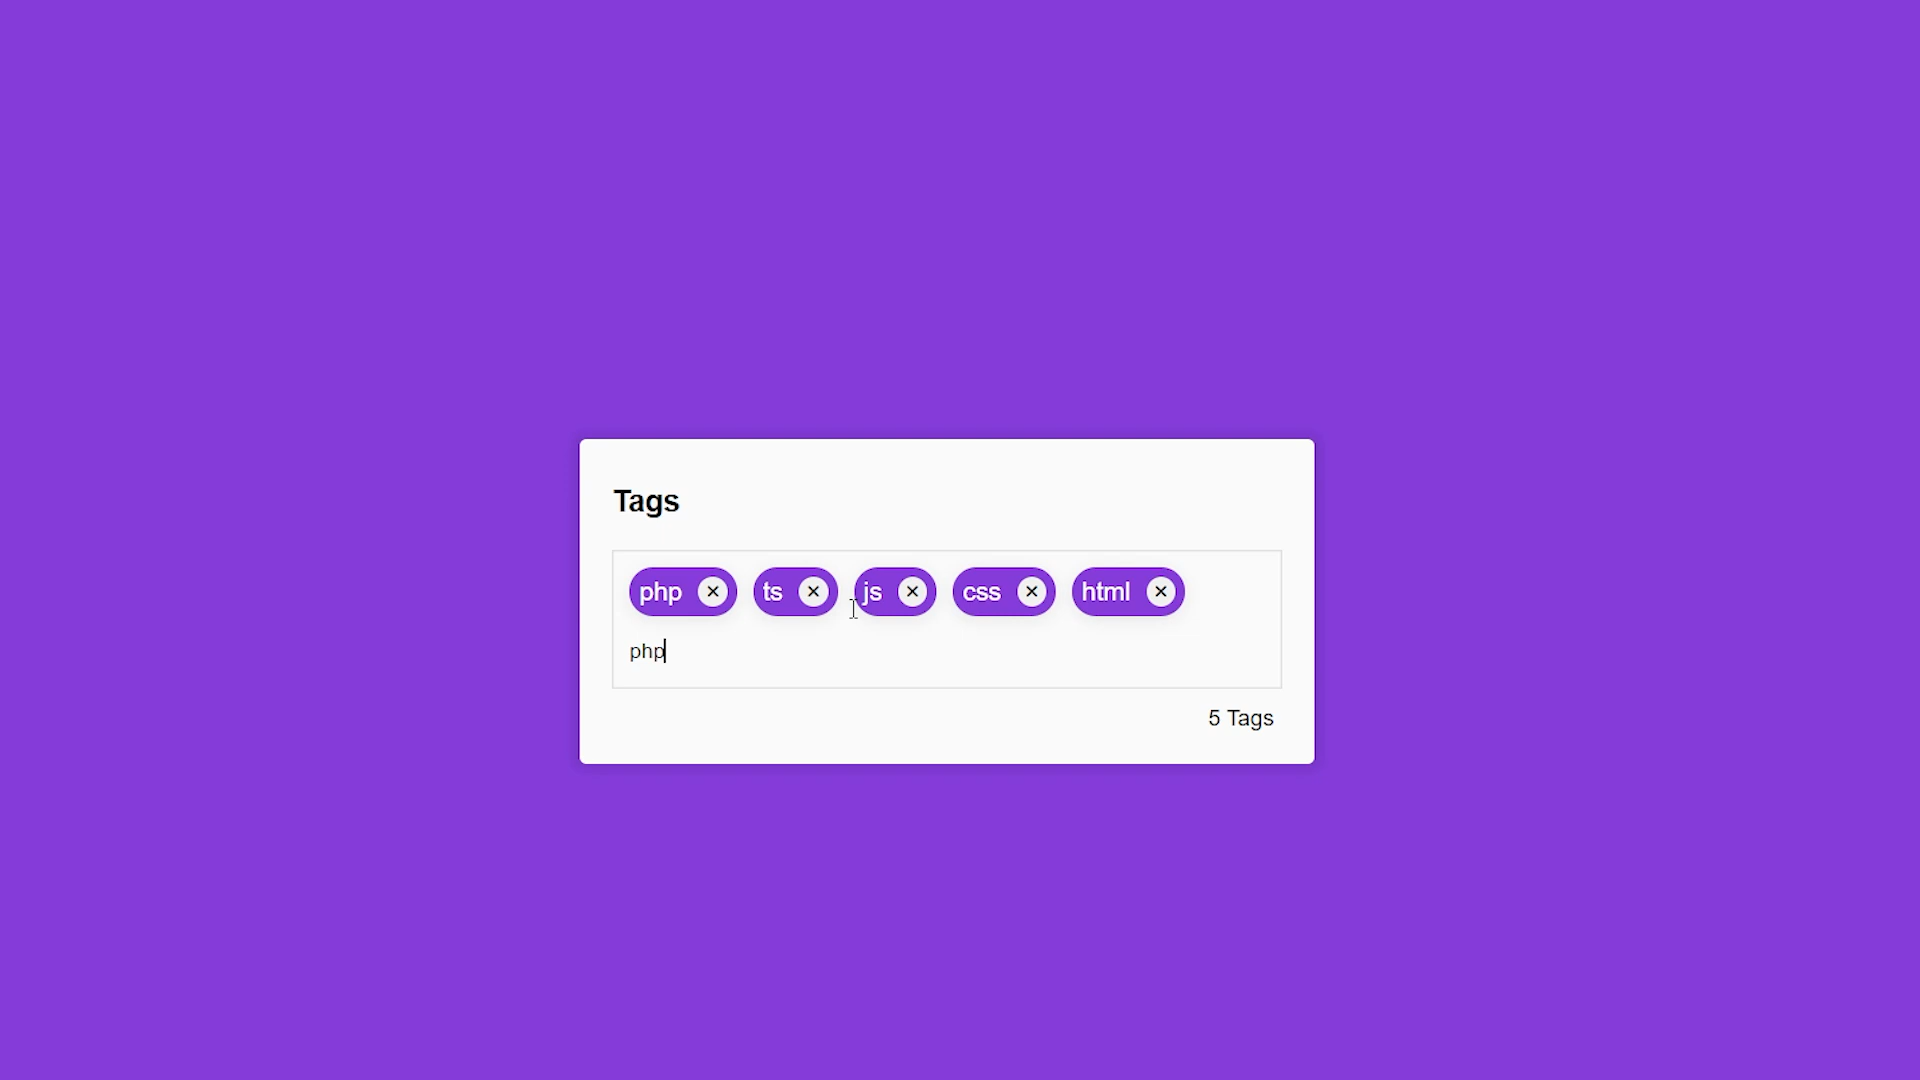 Tags
php ✕ ts ✕ js ✕ css ✕ html ✕
php
5 Tags